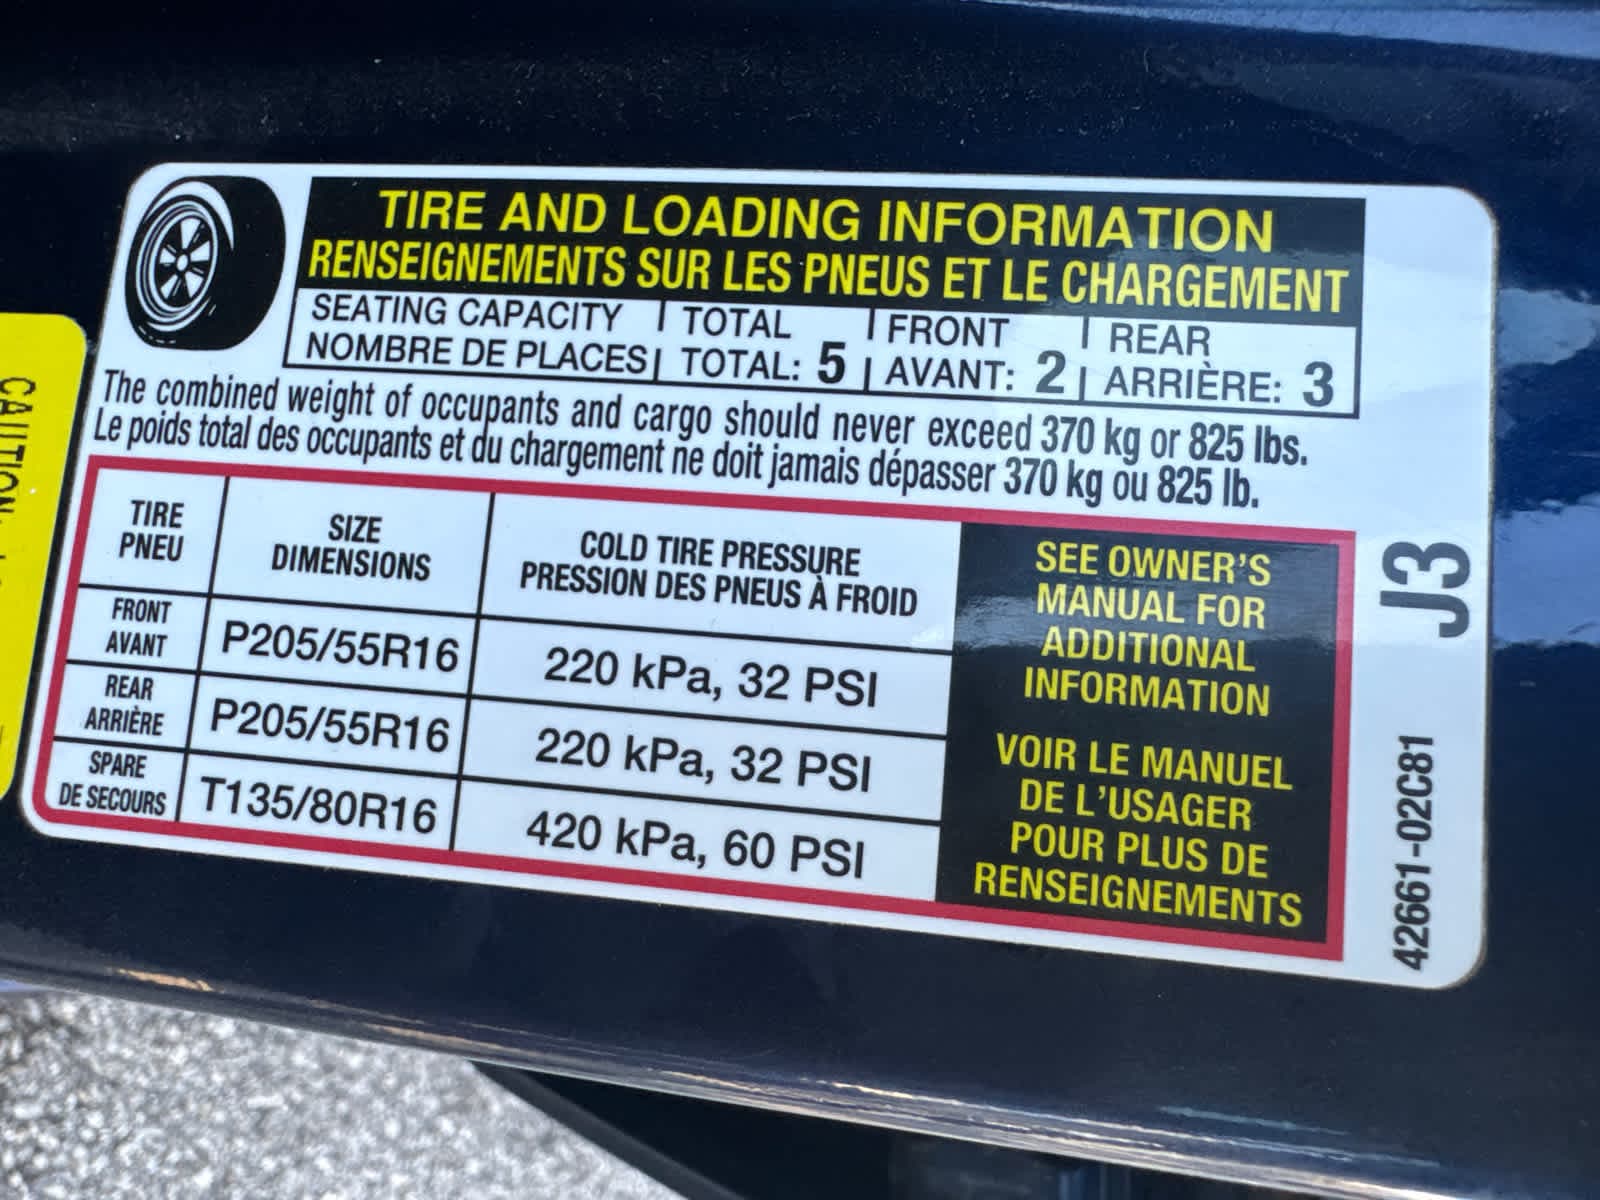 TIRE AND LOADING INFORMATION
RENSEIGNEMENTS SUR LES PNEUS ET LE CHARGEMENT
SEATING CAPACITY | TOTAL | FRONT | REAR
NOMBRE DE PLACES | TOTAL: 5 | AVANT: 2 | ARRIÈRE: 3
The combined weight of occupants and cargo should never exceed 370 kg or 825 lbs.
Le poids total des occupants et du chargement ne doit jamais dépasser 370 kg ou 825 lb.
TIRE
PNEU
SIZE
DIMENSIONS
COLD TIRE PRESSURE
PRESSION DES PNEUS À FROID
FRONT
AVANT
P205/55R16
220 kPa, 32 PSI
REAR
ARRIÈRE
P205/55R16
220 kPa, 32 PSI
SPARE
DE SECOURS
T135/80R16
420 kPa, 60 PSI
SEE OWNER'S
MANUAL FOR
ADDITIONAL
INFORMATION
VOIR LE MANUEL
DE L'USAGER
POUR PLUS DE
RENSEIGNEMENTS
J3
42661-02C81
CAUTION: